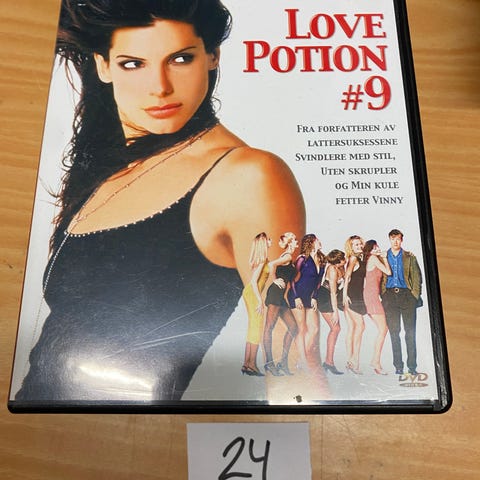 LOVE
POTION
#9
FRA FORFATTEREN AV
LATTERSUKSESSENE
SVINDLERE MED STIL,
UTEN SKRUPLER
OG MIN KULE
FETTER VINNY
DVD
VIDEO
24